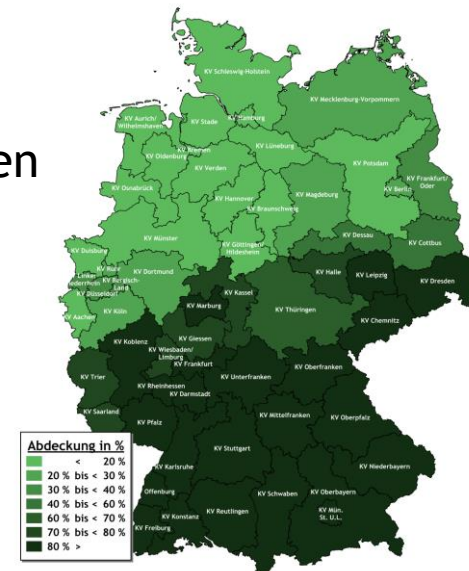 en
KV Schleswig-Holstein
KV Mecklenburg-Vorpommern
KV Hamburg
KV Aurich/
Wilhelmshaven
KV Stade
KV Bremen
KV Oldenburg
KV Lüneburg
KV Verden
KV Potsdam
KV Berlin
KV Frankfurt/
Oder
KV Osnabrück
KV Hannover
KV Braunschweig
KV Magdeburg
KV Münster
KV Göttingen/
Hildesheim
KV Dessau
KV Cottbus
KV Duisburg
KV Ruhr
KV Linker
Niederrhein
KV Bergisch-
Land
KV Dortmund
KV Düsseldorf
KV Kassel
KV Halle
KV Leipzig
KV Dresden
KV Aachen
KV Köln
KV Marburg
KV Thüringen
KV Chemnitz
KV Koblenz
KV Giessen
KV Wiesbaden/
Limburg
KV Frankfurt
KV Trier
KV Rheinhessen
KV Darmstadt
KV Unterfranken
KV Oberfranken
KV Saarland
KV Pfalz
KV Mittelfranken
KV Oberpfalz
KV Karlsruhe
KV Stuttgart
KV Niederbayern
Offenburg
KV Schwaben
KV Oberbayern
KV Konstanz
KV Reutlingen
KV Mün.
St. U.L.
KV Freiburg
Abdeckung in %
< 20 %
20 % bis < 30 %
30 % bis < 40 %
40 % bis < 60 %
60 % bis < 70 %
70 % bis < 80 %
80 % >